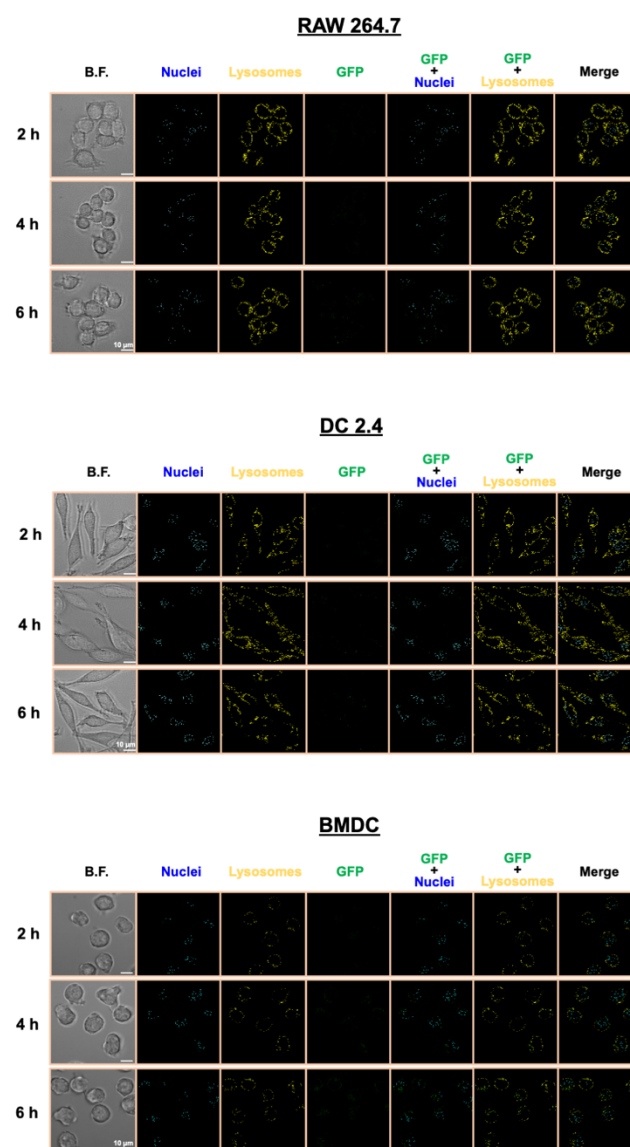 RAW 264.7
B.F. Nuclei Lysosomes GFP GFP + Nuclei GFP + Lysosomes Merge
2 h
4 h
6 h
10 µm
DC 2.4
B.F. Nuclei Lysosomes GFP GFP + Nuclei GFP + Lysosomes Merge
2 h
4 h
6 h
10 µm
BMDC
B.F. Nuclei Lysosomes GFP GFP + Nuclei GFP + Lysosomes Merge
2 h
4 h
6 h
10 µm